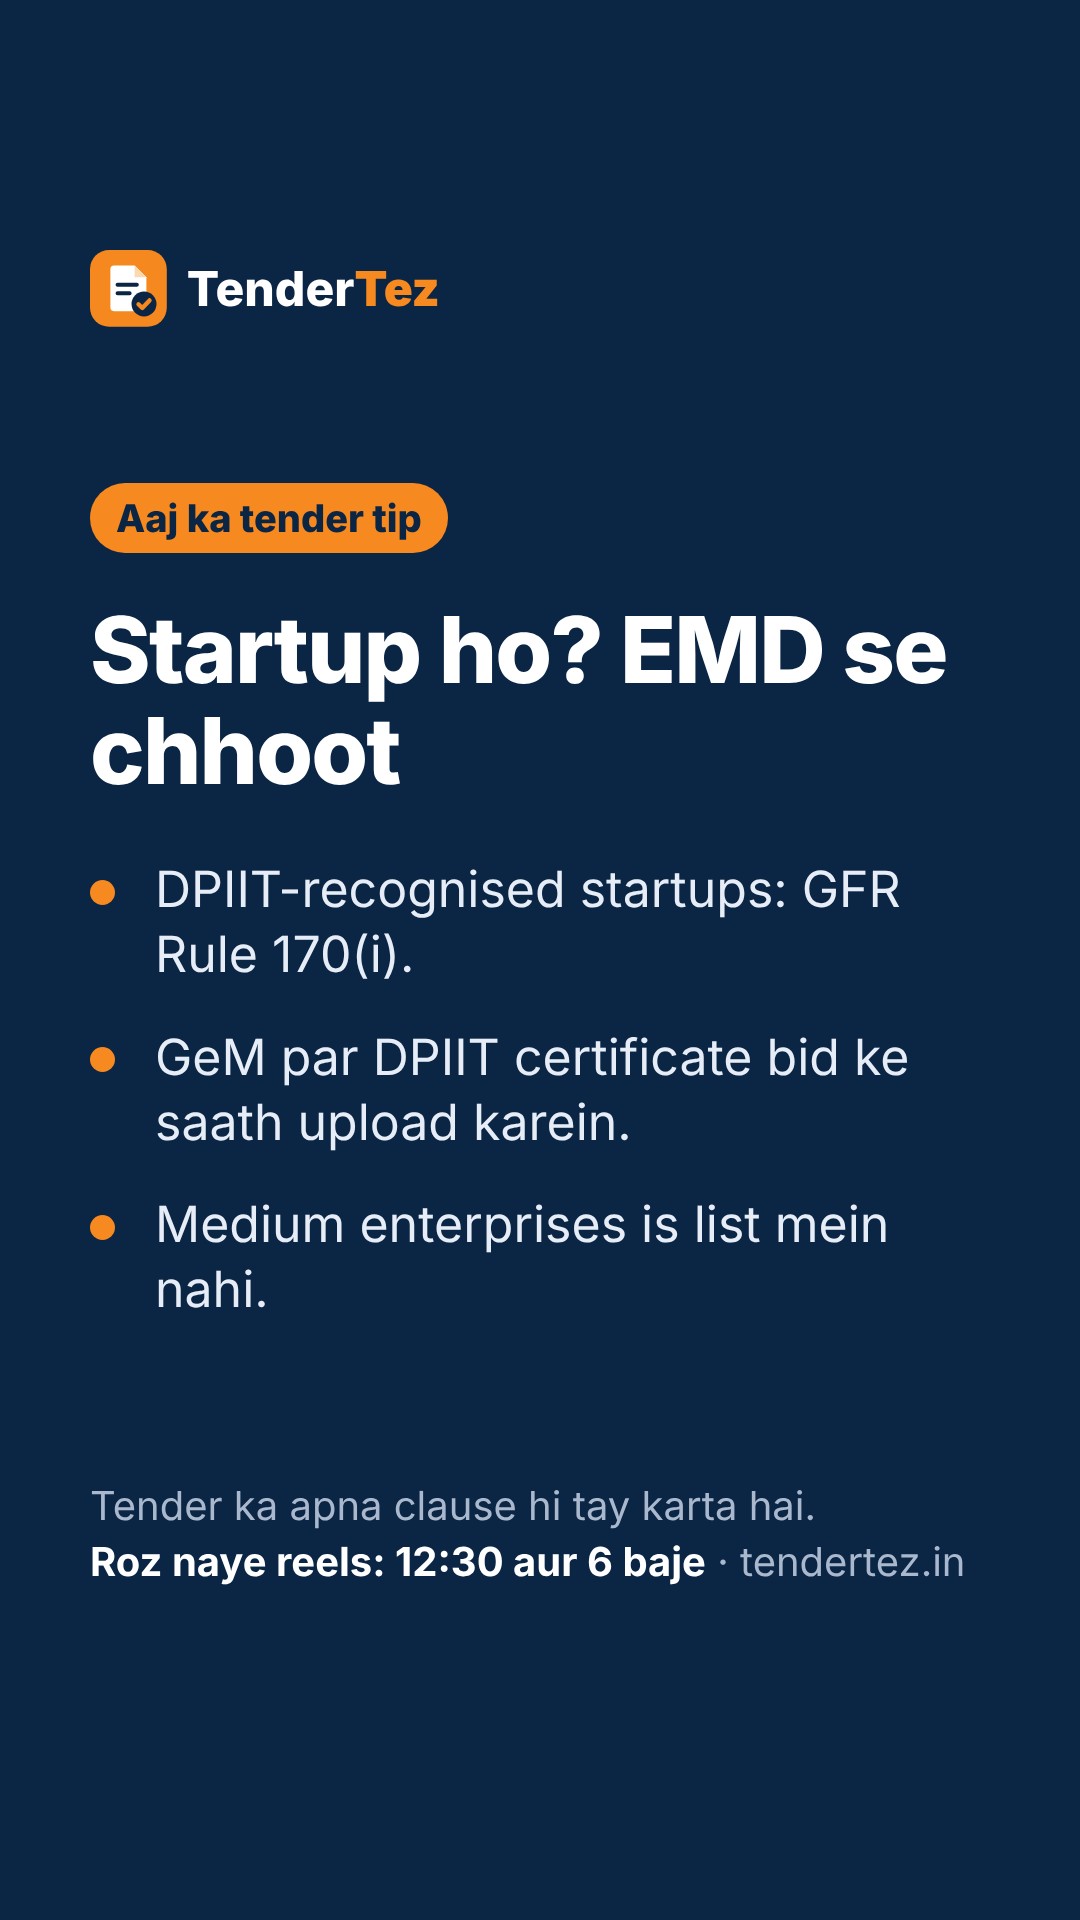 TenderTez
Aaj ka tender tip
Startup ho? EMD se
chhoot
DPIIT-recognised startups: GFR
Rule 170(i).
GeM par DPIIT certificate bid ke
saath upload karein.
Medium enterprises is list mein
nahi.
Tender ka apna clause hi tay karta hai.
Roz naye reels: 12:30 aur 6 baje · tendertez.in